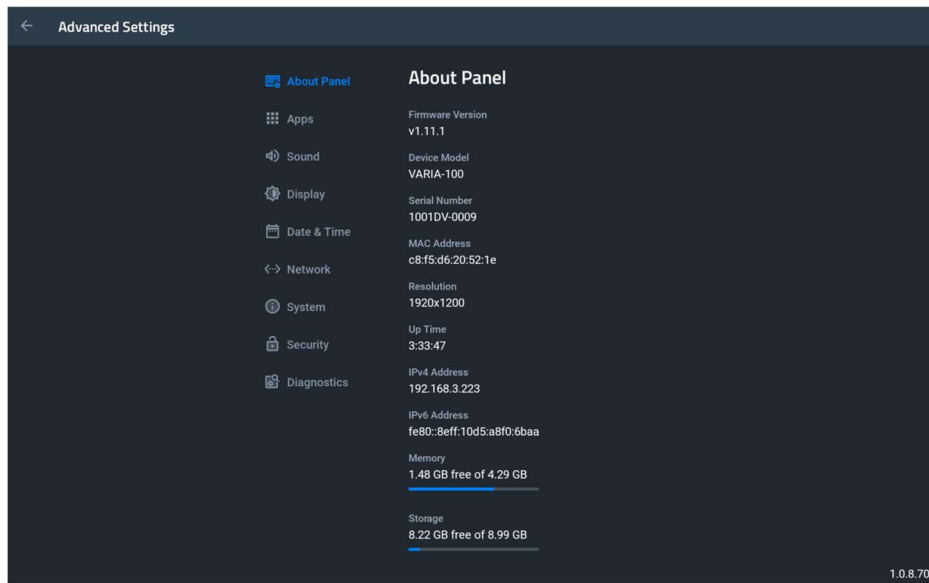 Advanced Settings
About Panel
Apps
Sound
Display
Date & Time
Network
System
Security
Diagnostics
About Panel
Firmware Version
v1.11.1
Device Model
VARIA-100
Serial Number
1001DV-0009
MAC Address
c8:f5:d6:20:52:1e
Resolution
1920x1200
Up Time
3:33:47
IPv4 Address
192.168.3.223
IPv6 Address
fe80::8eff:10d5:a8f0:6baa
Memory
1.48 GB free of 4.29 GB
Storage
8.22 GB free of 8.99 GB
1.0.8.70